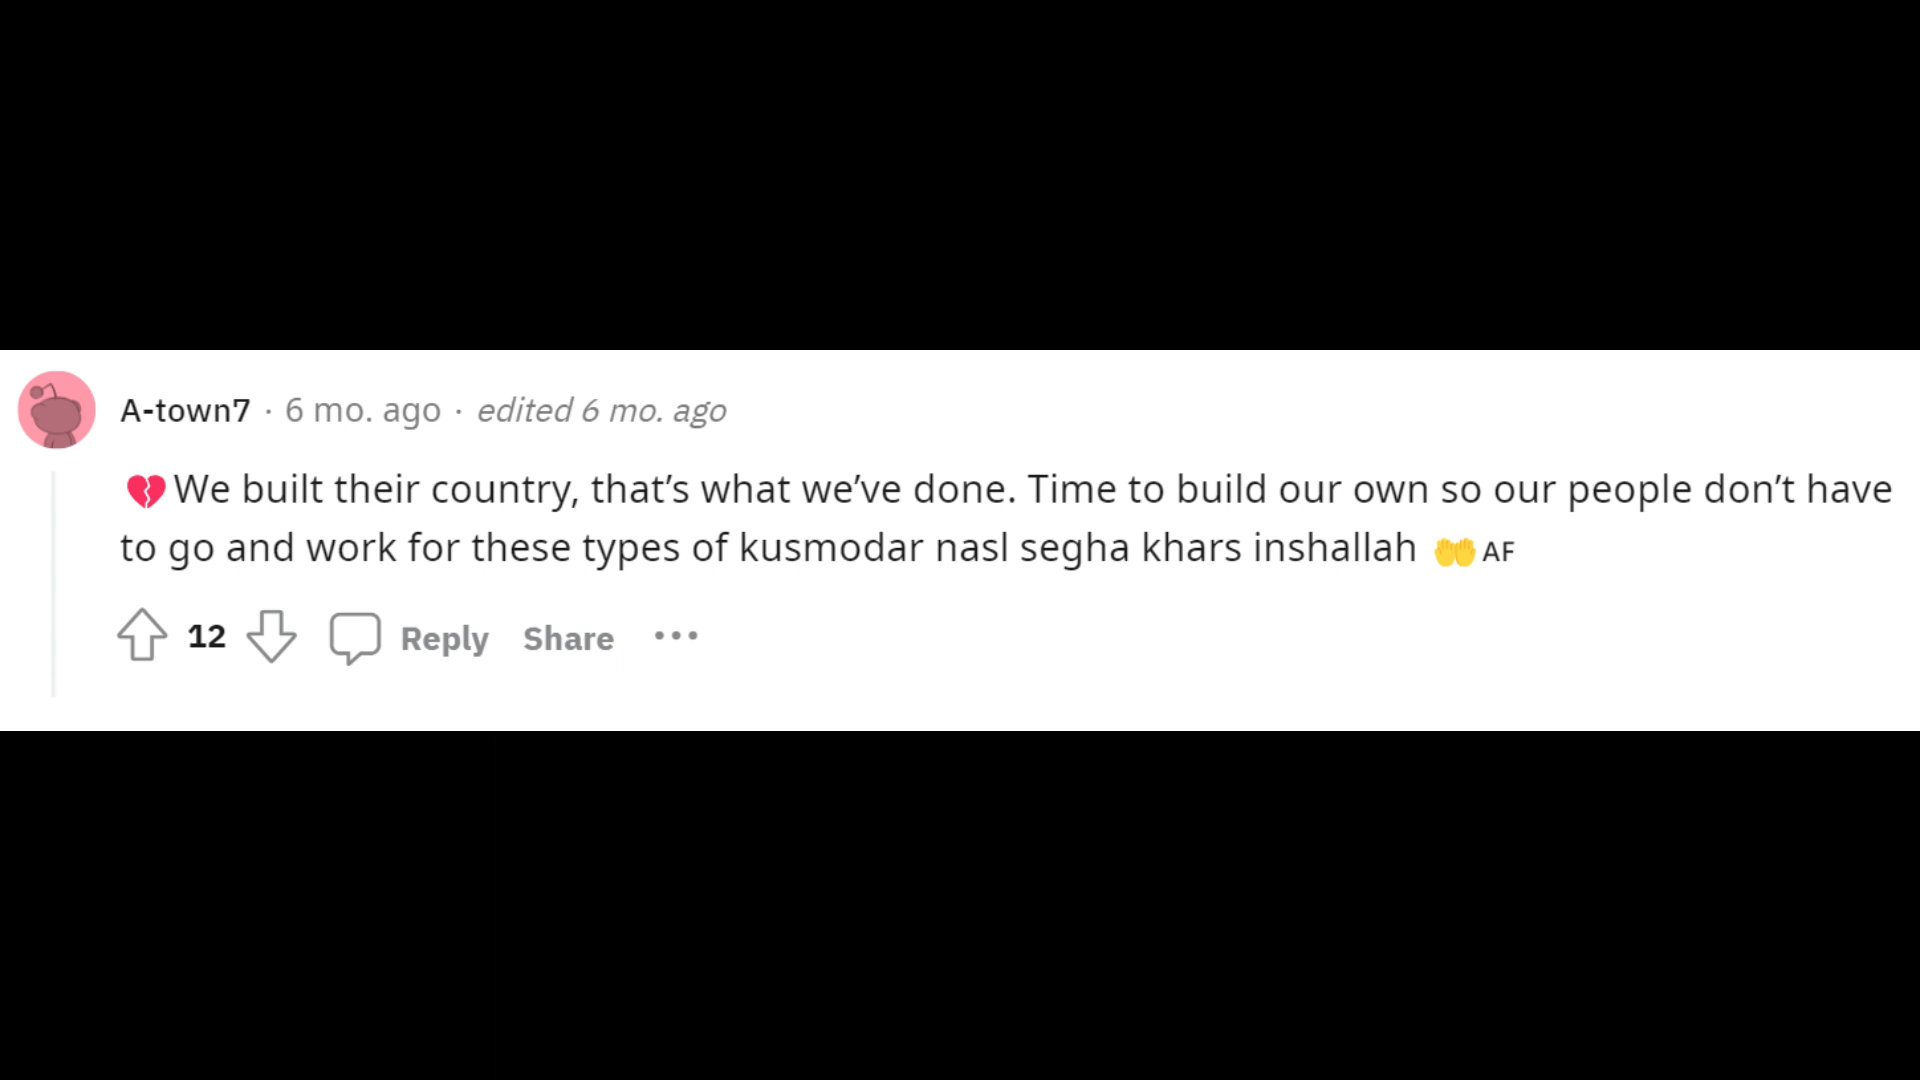 A-town7 · 6 mo. ago · edited 6 mo. ago
💔We built their country, that’s what we’ve done. Time to build our own so our people don’t have
to go and work for these types of kusmodar nasl segha khars inshallah 🤲 AF
12 Reply Share ···